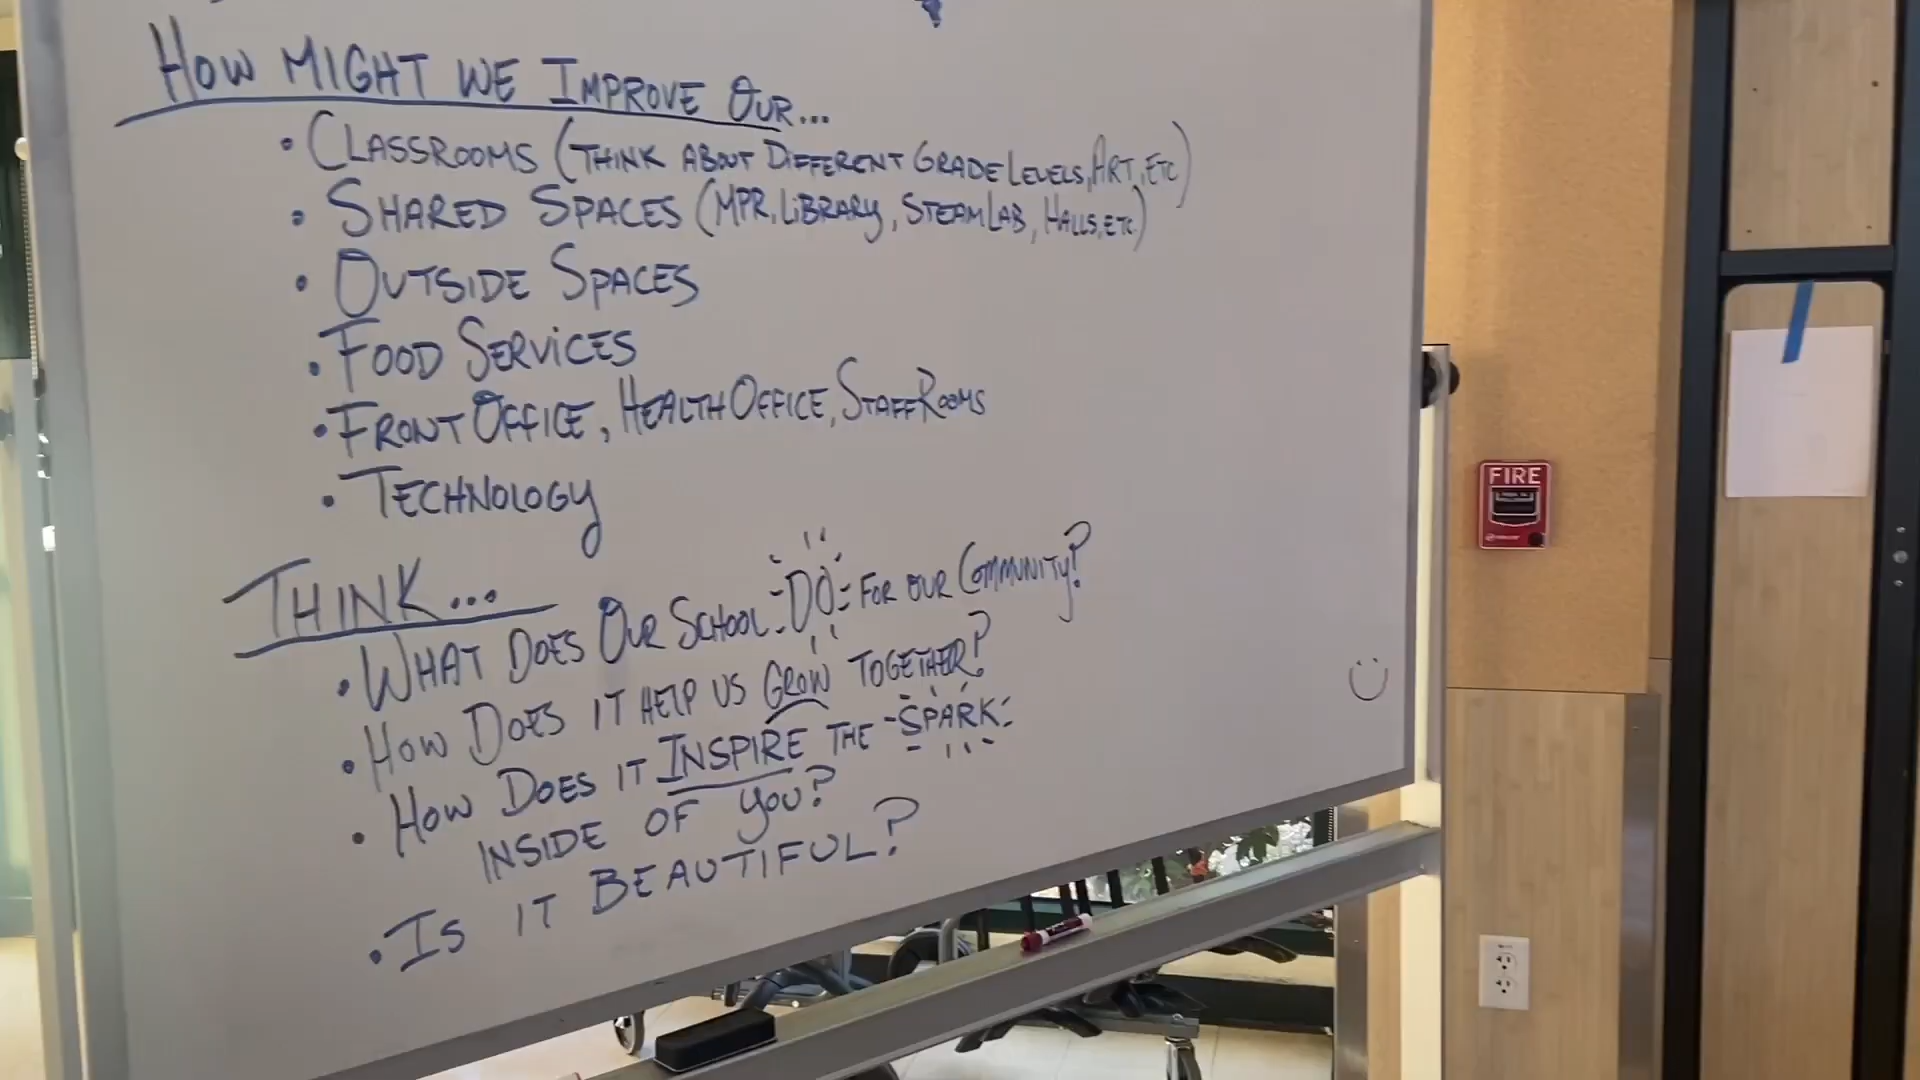 How MIGHT WE IMPROVE OUR...
• CLASSROOMS (THINK ABOUT DIFFERENT GRADE LEVELS, ART, ETC)
• SHARED SPACES (MPR, LiBRARY, STEAM LAB, HALLS, ETC)
• OUTSIDE SPACES
• FOOD SERViCES
• FRONT OFFICE, HEALTH OFFICE, STAFF ROOMS
• TECHNOLOGY
THINK...
• WHAT DOES OUR SCHOOL DO FOR OUR COMMUNITY?
• HOW DOES IT HELP US GROW TOGETHER?
• HOW DOES IT INSPIRE THE SPARK
INSIDE OF YOU?
• IS IT BEAUTIFUL?
FIRE